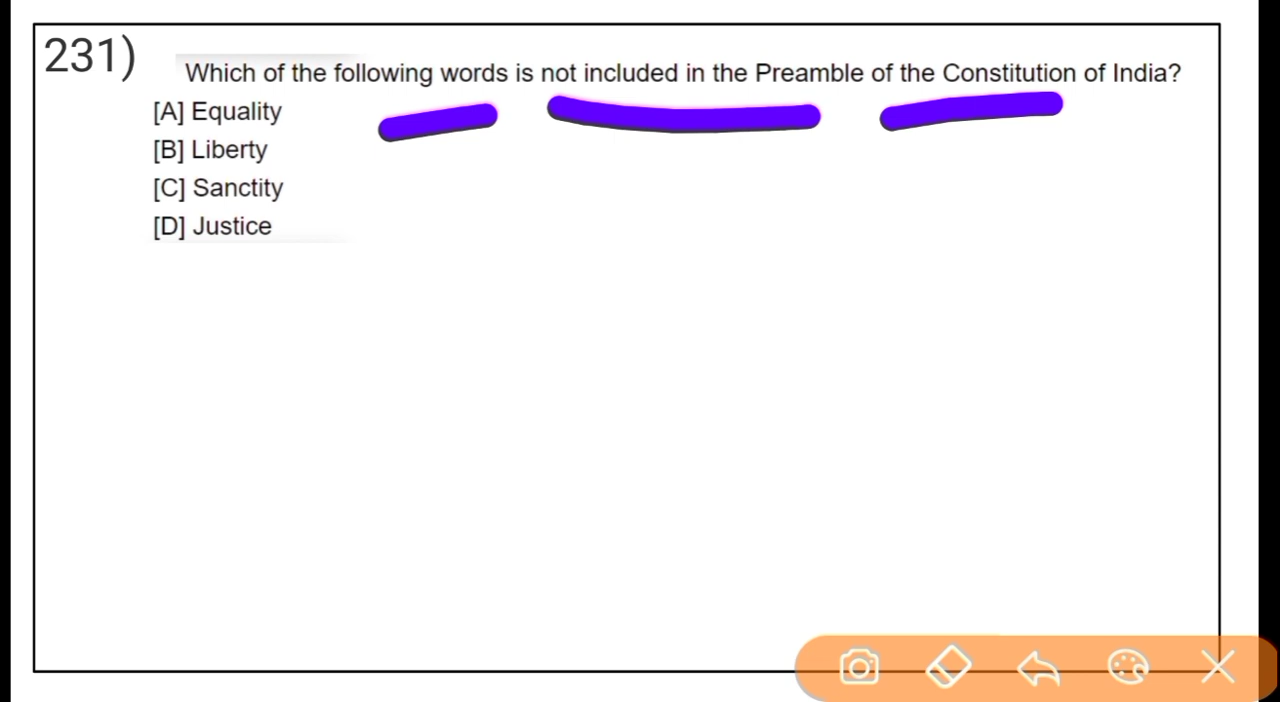 231)
Which of the following words is not included in the Preamble of the Constitution of India?
[A] Equality
[B] Liberty
[C] Sanctity
[D] Justice